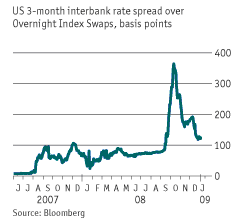 US 3-month interbank rate spread over
Overnight Index Swaps, basis points
400
300
200
100
0
J J A S O N D J F M A M J J A S O N D J
2007 08 09
Source: Bloomberg